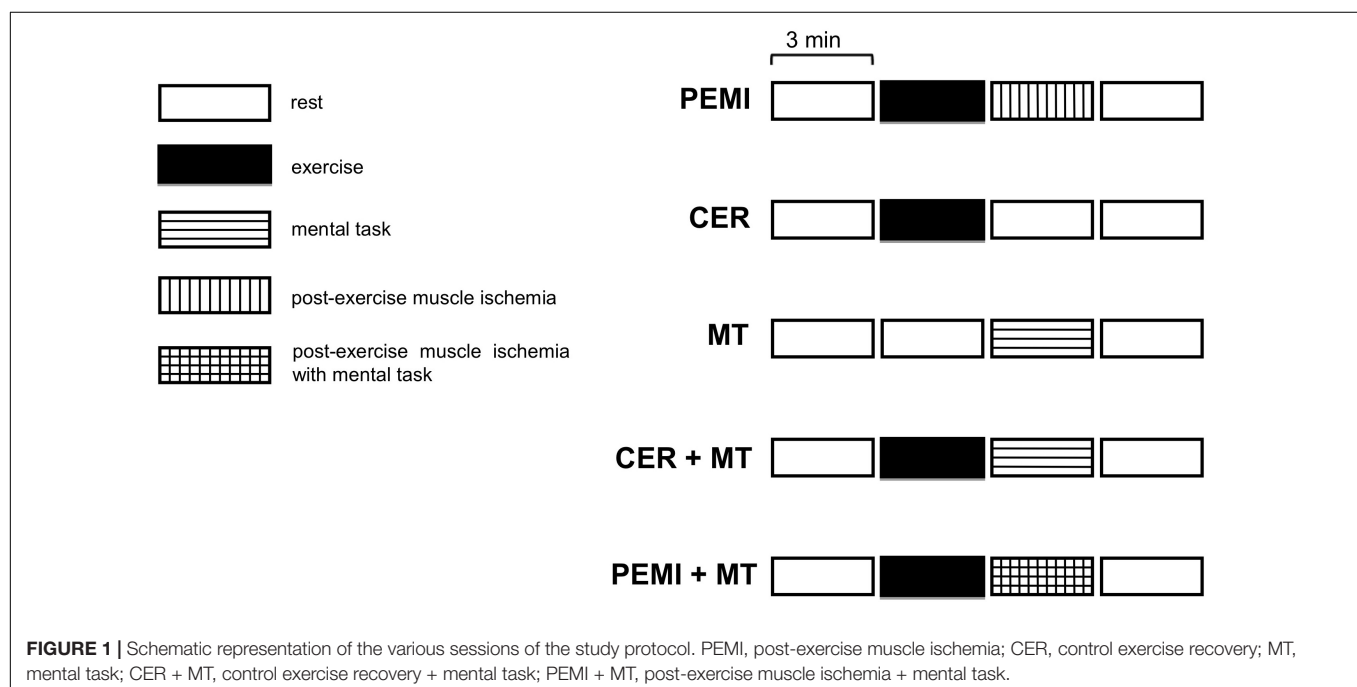 3 min
rest
exercise
mental task
post-exercise muscle ischemia
post-exercise muscle ischemia
with mental task
PEMI
CER
MT
CER + MT
PEMI + MT
FIGURE 1 | Schematic representation of the various sessions of the study protocol. PEMI, post-exercise muscle ischemia; CER, control exercise recovery; MT,
mental task; CER + MT, control exercise recovery + mental task; PEMI + MT, post-exercise muscle ischemia + mental task.